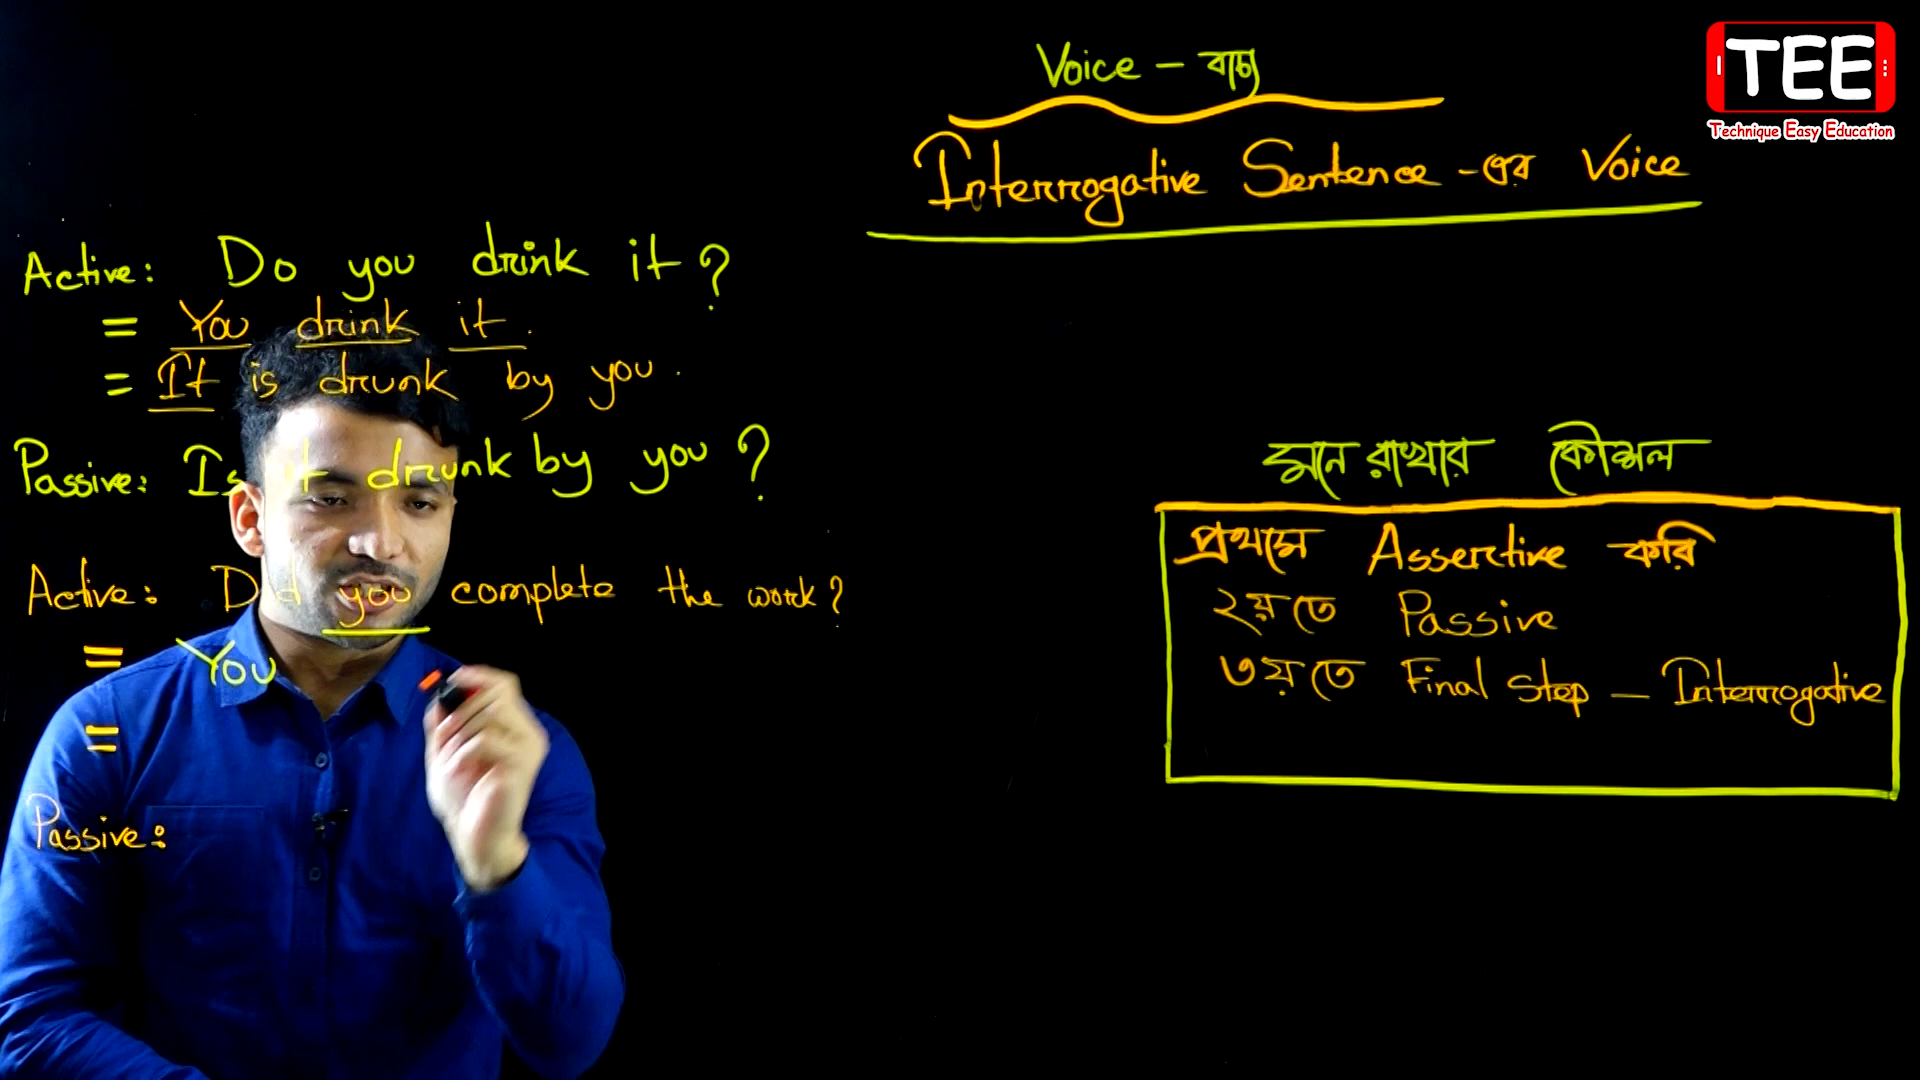 Voice - বাচ্য
Interrogative Sentence - এর Voice
TEE
Technique Easy Education
Active: Do you drink it?
= You drink it.
= It is drunk by you.
Passive: Is it drunk by you?
Active: Did you complete the work?
= You
=
Passive:
মনে রাখার কৌশল
প্রথমে Assertive করি
২য় তে Passive
৩য় তে Final Step - Interrogative